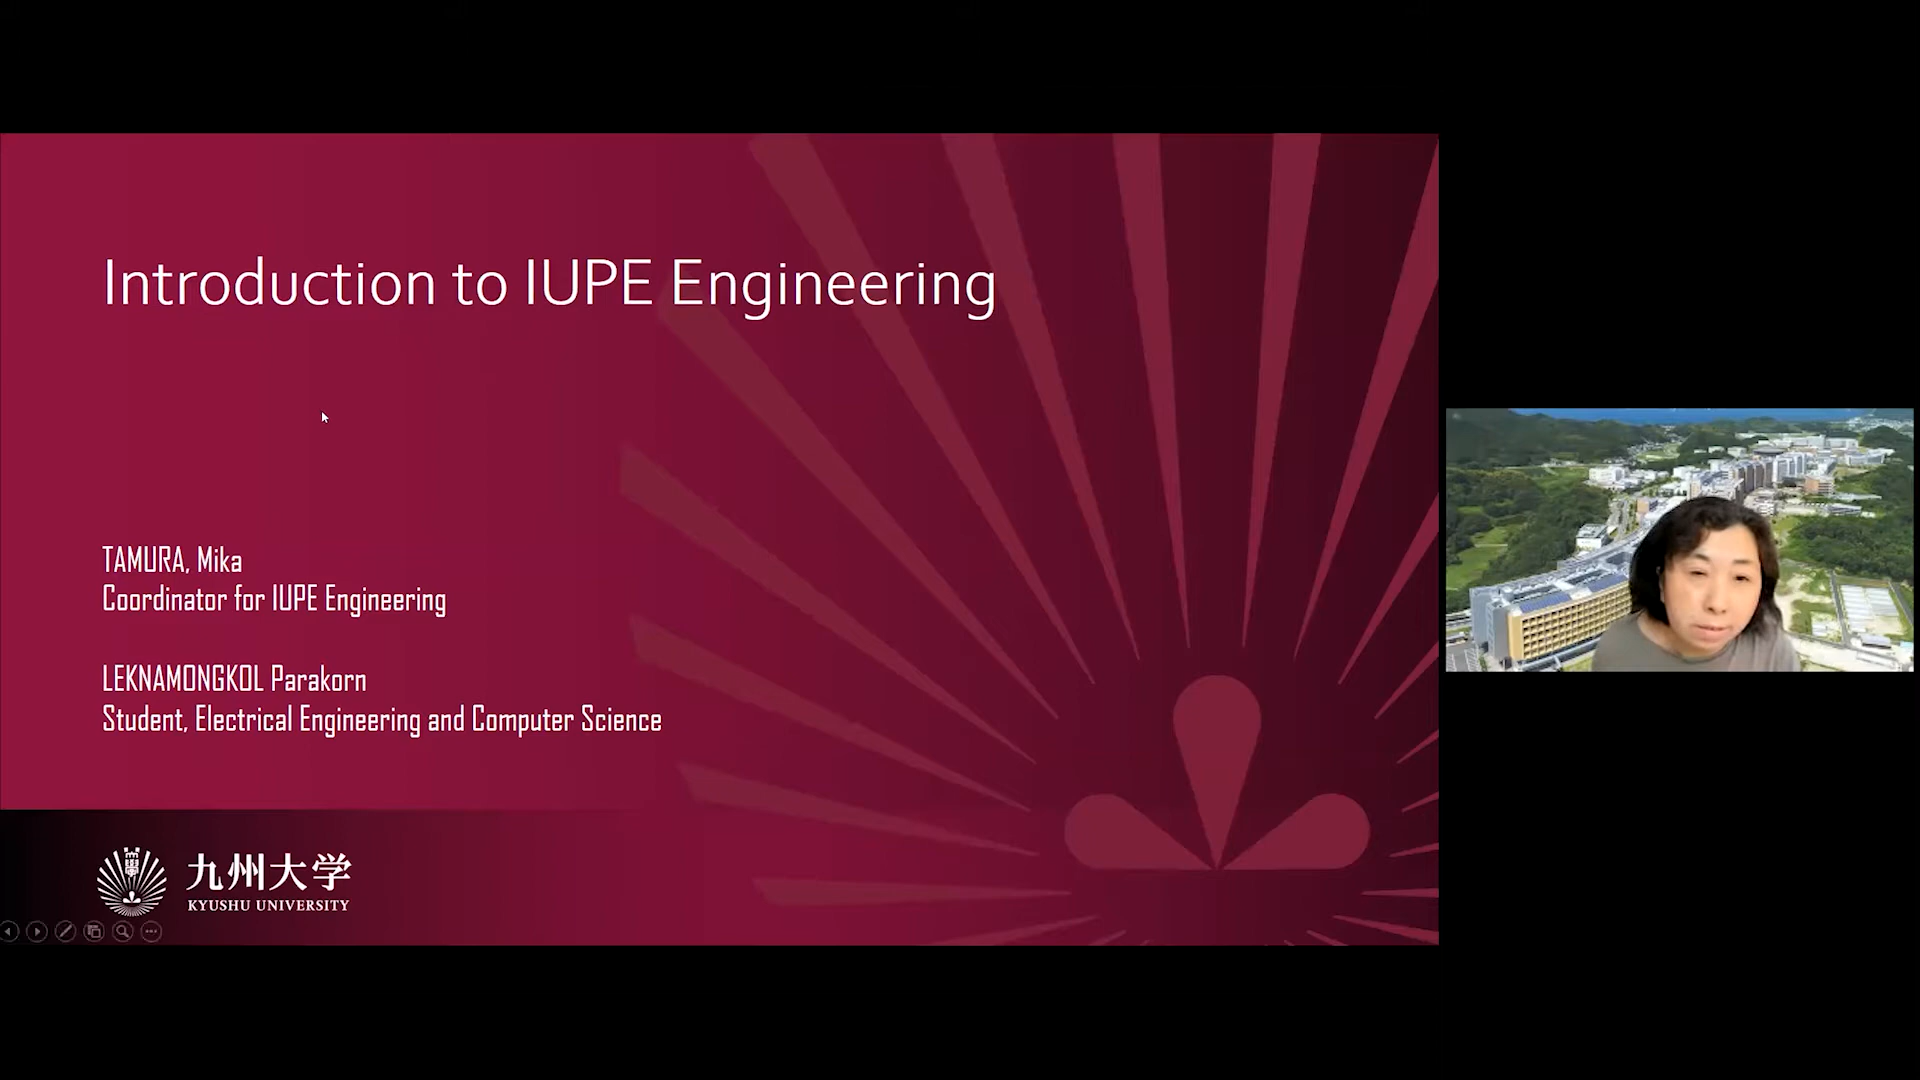 Introduction to IUPE Engineering
TAMURA, Mika
Coordinator for IUPE Engineering
LEKNAMONGKOL Parakorn
Student, Electrical Engineering and Computer Science
九州大学
KYUSHU UNIVERSITY